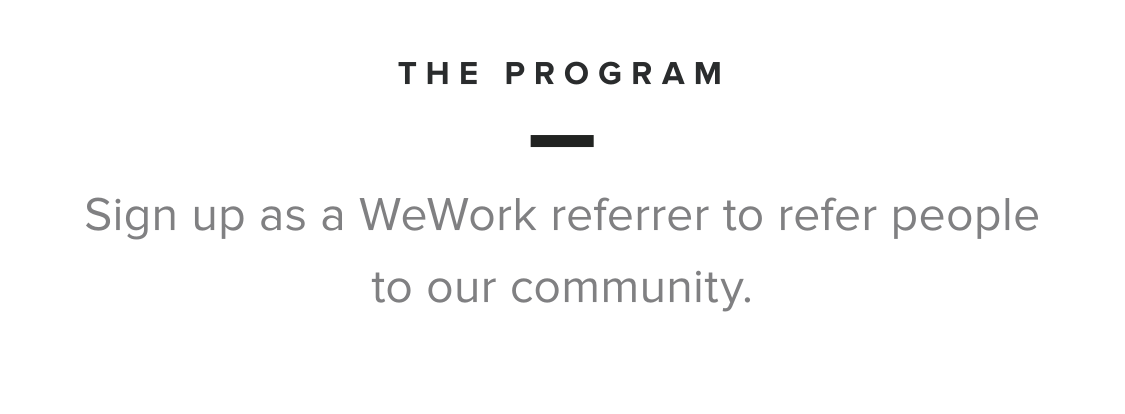 THE PROGRAM
Sign up as a WeWork referrer to refer people
to our community.